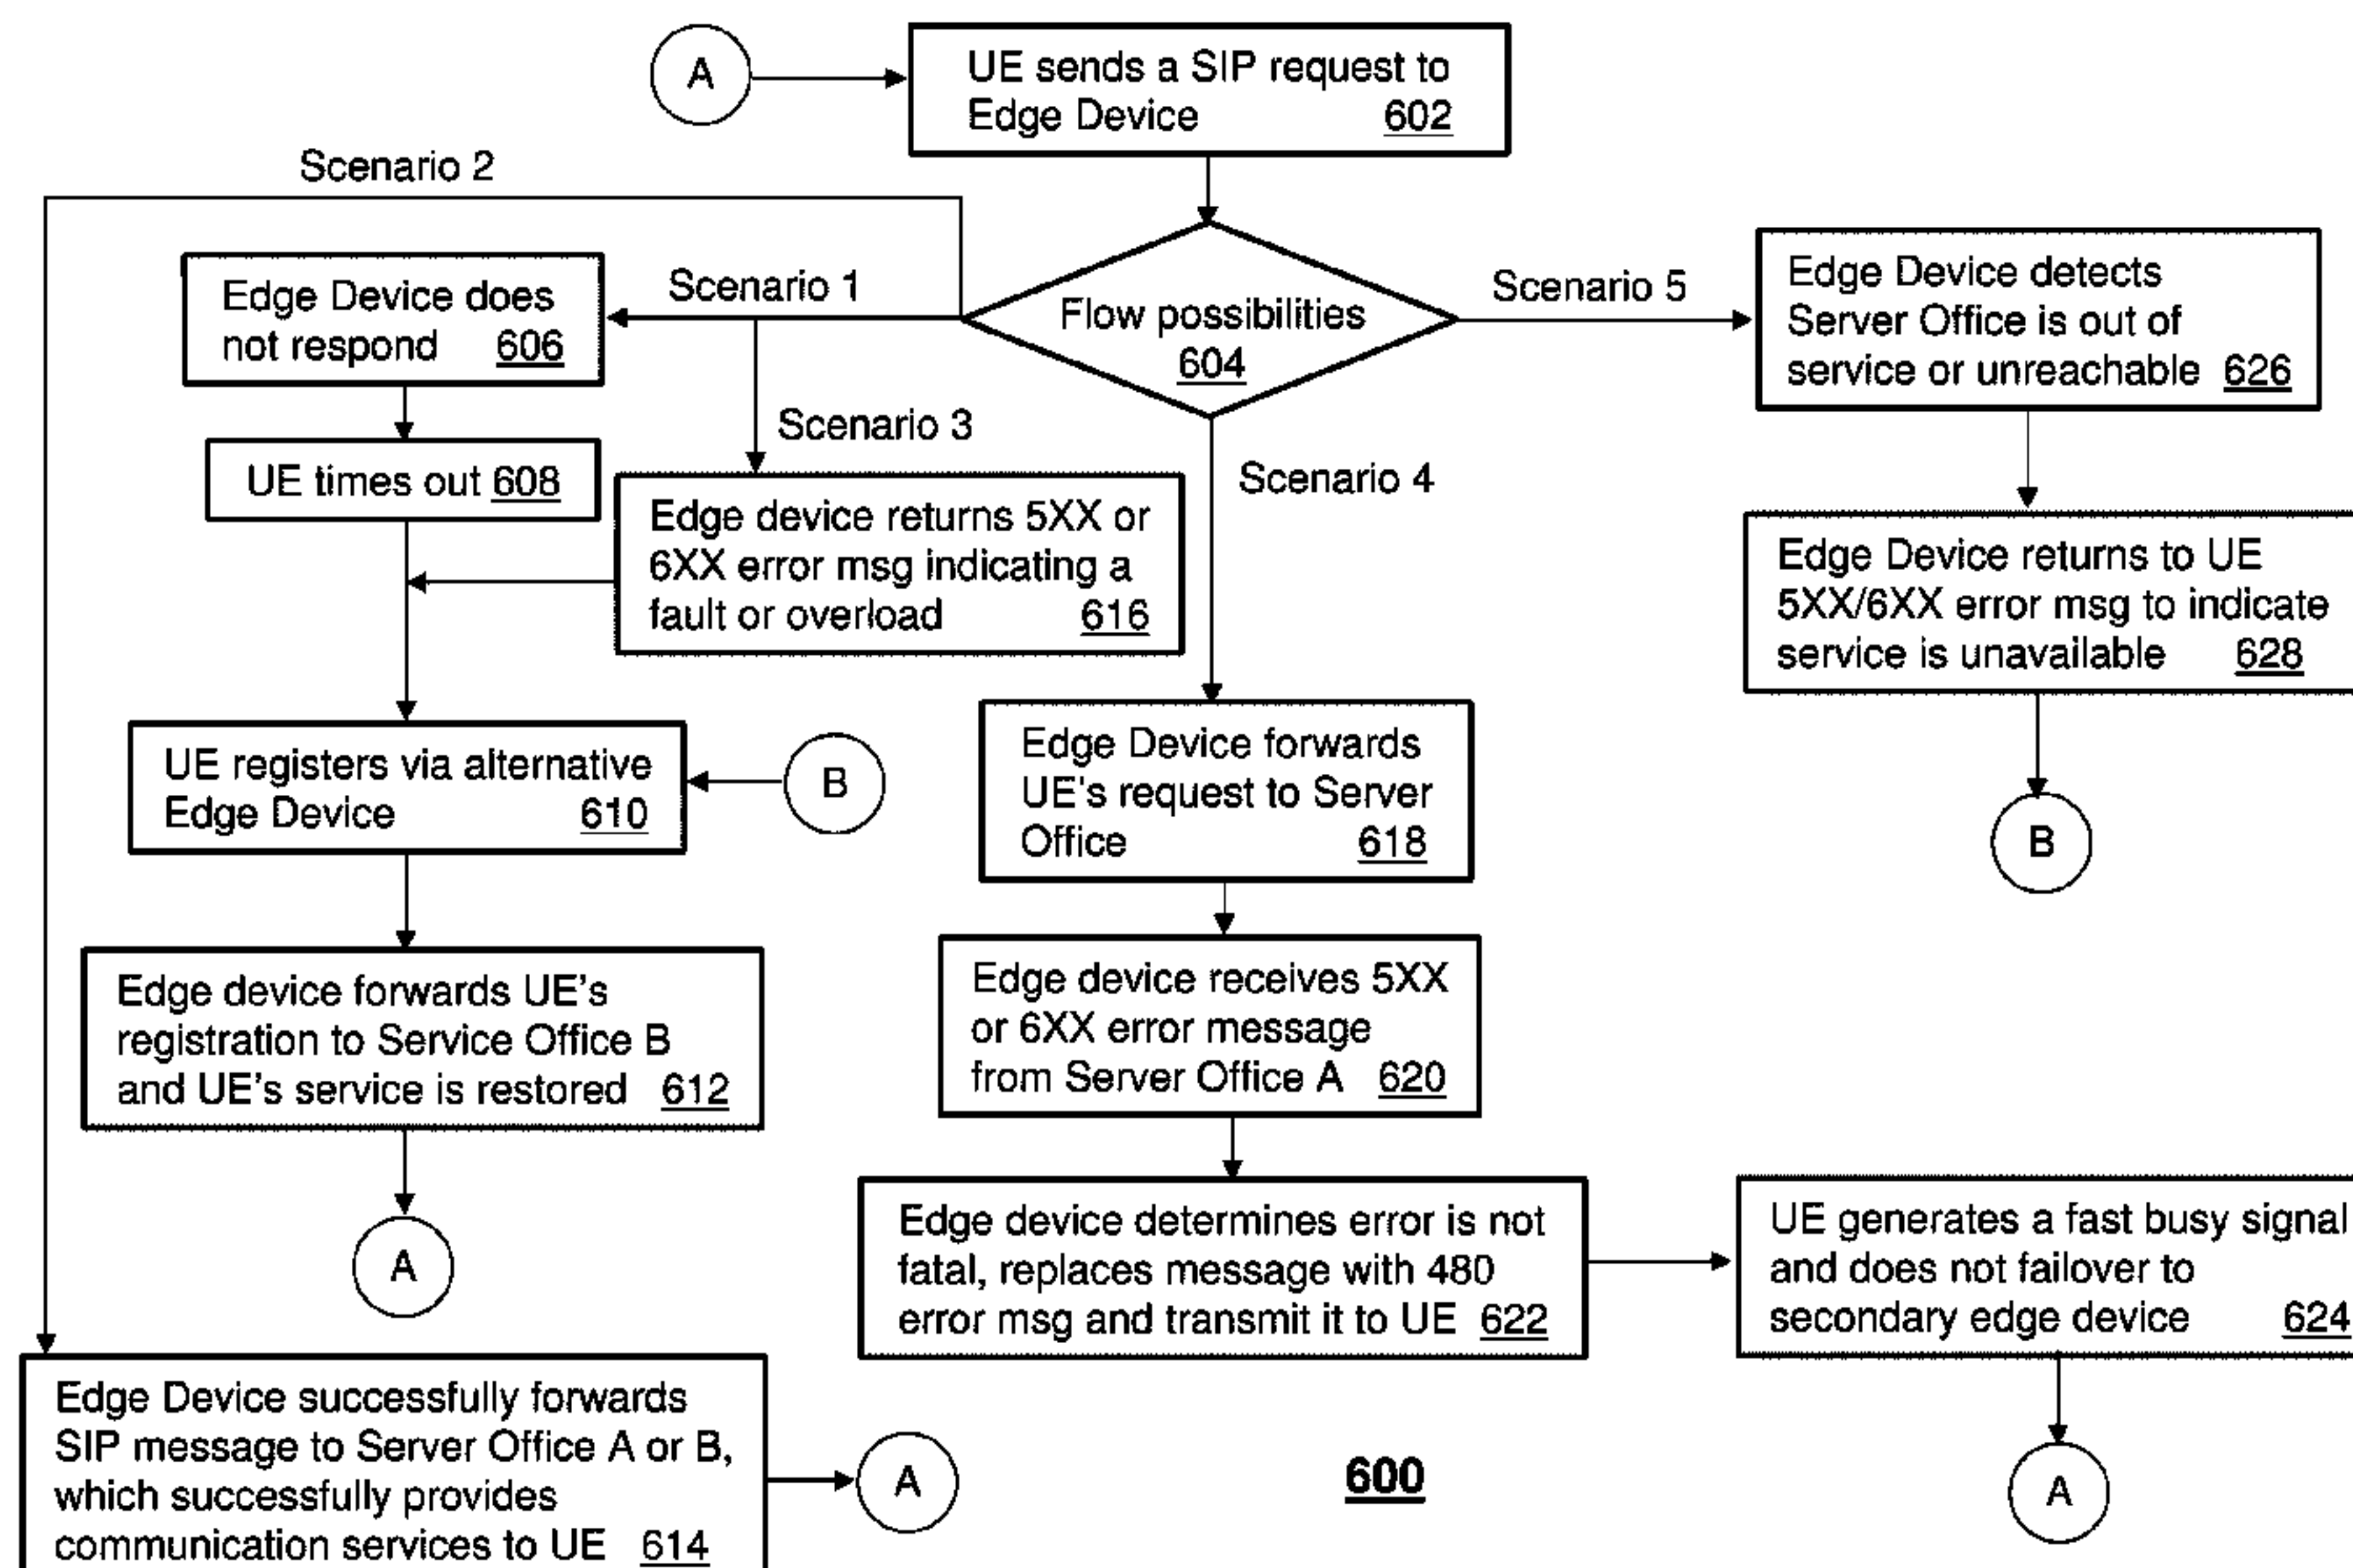 A
UE sends a SIP request to
Edge Device 602
Scenario 2
Edge Device does
not respond 606
Scenario 1
Flow possibilities
604
Scenario 5
Edge Device detects
Server Office is out of
service or unreachable 626
Scenario 3
UE times out 608
Scenario 4
Edge device returns 5XX or
6XX error msg indicating a
fault or overload 616
Edge Device returns to UE
5XX/6XX error msg to indicate
service is unavailable 628
UE registers via alternative
Edge Device 610
B
Edge Device forwards
UE's request to Server
Office 618
B
Edge device forwards UE's
registration to Service Office B
and UE's service is restored 612
Edge device receives 5XX
or 6XX error message
from Server Office A 620
A
Edge device determines error is not
fatal, replaces message with 480
error msg and transmit it to UE 622
UE generates a fast busy signal
and does not failover to
secondary edge device 624
Edge Device successfully forwards
SIP message to Server Office A or B,
which successfully provides
communication services to UE 614
A
600
A